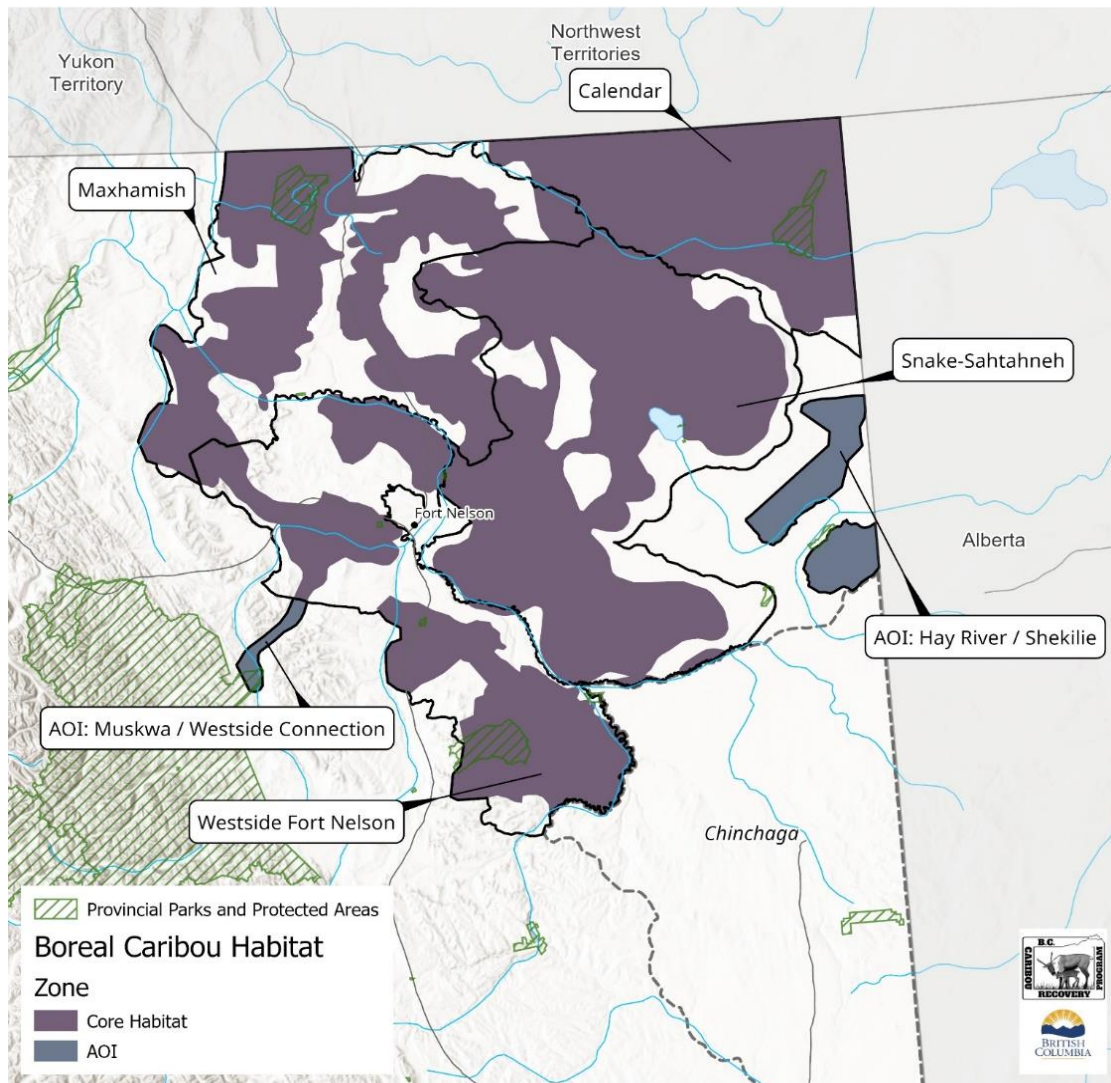 Yukon
Territory
Northwest
Territories
Calendar
Maxhamish
Snake-Sahtahneh
Fort Nelson
Alberta
AOI: Hay River / Shekilie
AOI: Muskwa / Westside Connection
Westside Fort Nelson
Chinchaga
Provincial Parks and Protected Areas
Boreal Caribou Habitat
Zone
Core Habitat
AOI
B.C.
CARIBOU
PROGRAM
RECOVERY
BRITISH
COLUMBIA